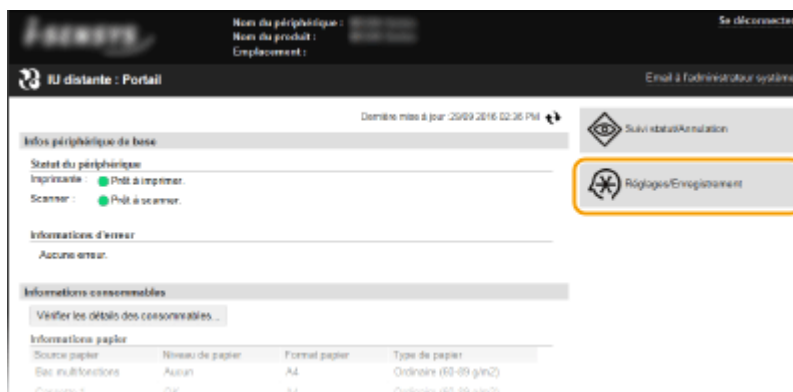 i-SENSYS
Nom du périphérique :
Nom du produit :
Emplacement :
Se déconnecter
IU distante : Portail
Email à l'administrateur système
Dernière mise à jour :29/09 2016 02:36 PM
Infos périphérique de base
Suivi statut/Annulation
Statut du périphérique
Imprimante : Prêt à imprimer.
Réglages/Enregistrement
Scanner : Prêt à scanner.
Informations d'erreur
Aucune erreur.
Informations consommables
Vérifier les détails des consommables...
Informations papier
Source papier Niveau de papier Format papier Type de papier
Bac multifonctions Aucun A4 Ordinaire (60-89 g/m2)
Cassette 1 OK A4 Ordinaire (60-89 g/m2)